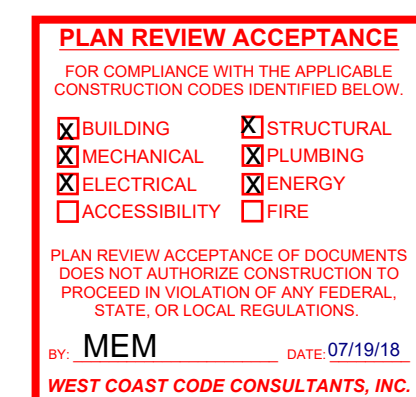 PLAN REVIEW ACCEPTANCE
FOR COMPLIANCE WITH THE APPLICABLE
CONSTRUCTION CODES IDENTIFIED BELOW.
X BUILDING X STRUCTURAL
X MECHANICAL X PLUMBING
X ELECTRICAL X ENERGY
ACCESSIBILITY FIRE
PLAN REVIEW ACCEPTANCE OF DOCUMENTS
DOES NOT AUTHORIZE CONSTRUCTION TO
PROCEED IN VIOLATION OF ANY FEDERAL,
STATE, OR LOCAL REGULATIONS.
BY: MEM DATE: 07/19/18
WEST COAST CODE CONSULTANTS, INC.